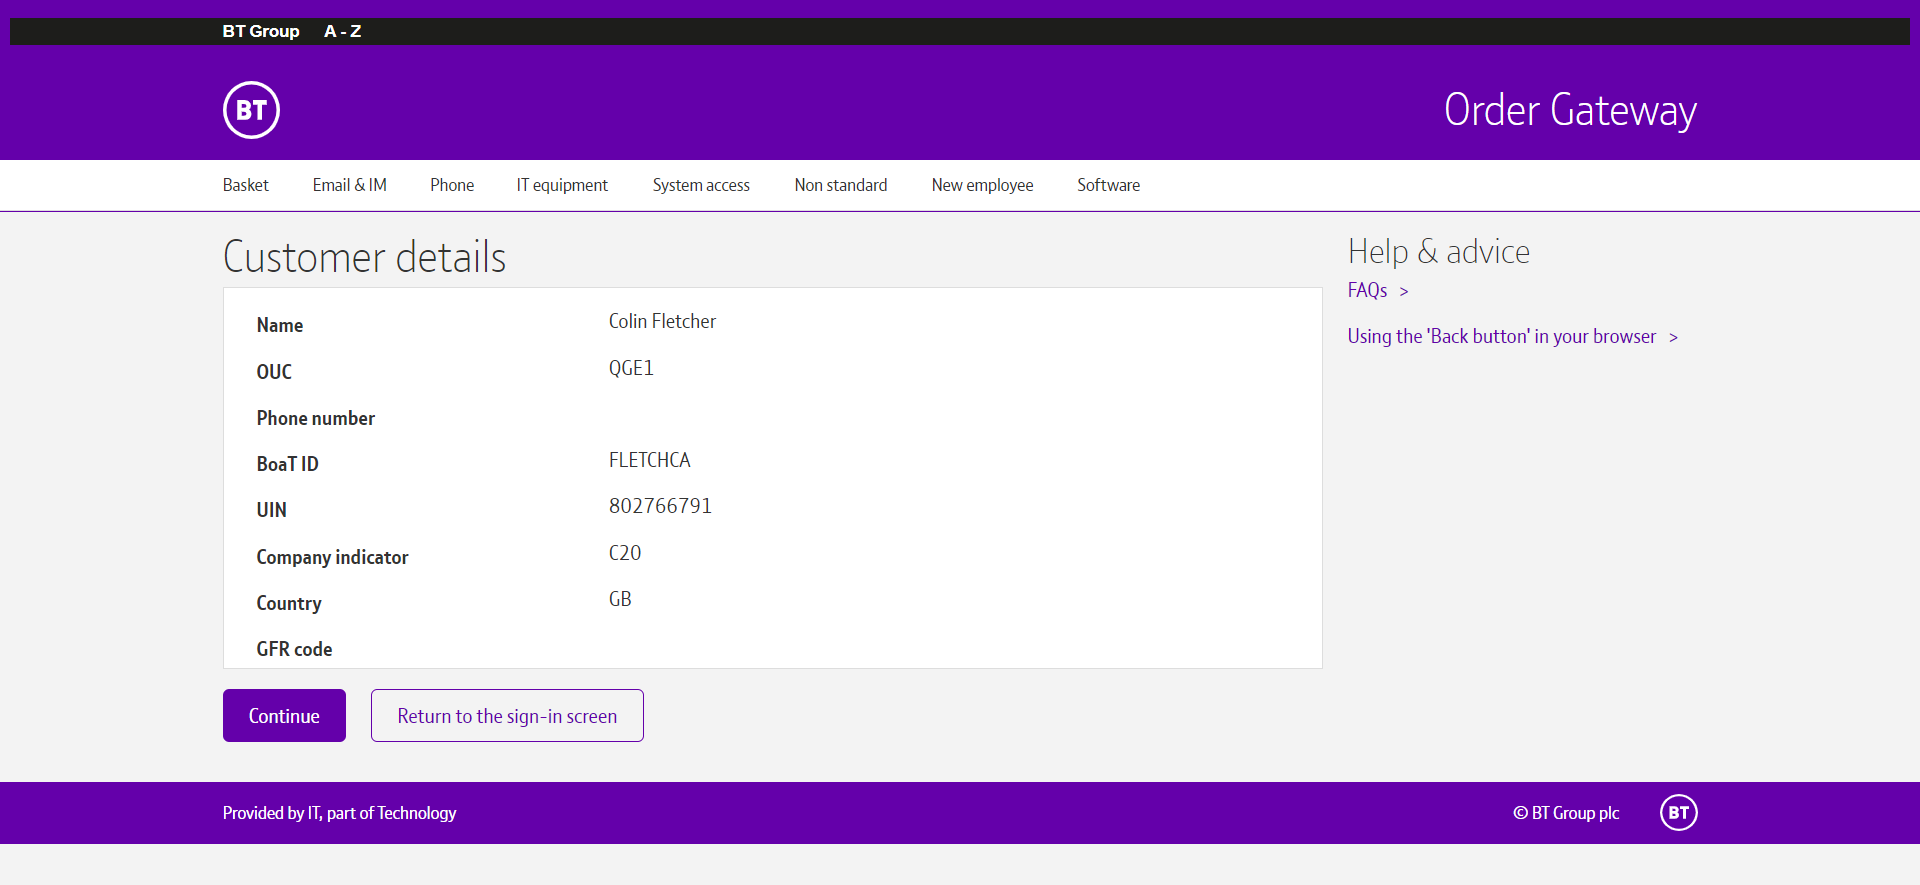 BT Group A - Z
BT Order Gateway
Basket Email & IM Phone IT equipment System access Non standard New employee Software
Customer details
Name Colin Fletcher
OUC QGE1
Phone number
BoaT ID FLETCHCA
UIN 802766791
Company indicator C20
Country GB
GFR code
Continue Return to the sign-in screen
Help & advice
FAQs >
Using the 'Back button' in your browser >
Provided by IT, part of Technology © BT Group plc BT